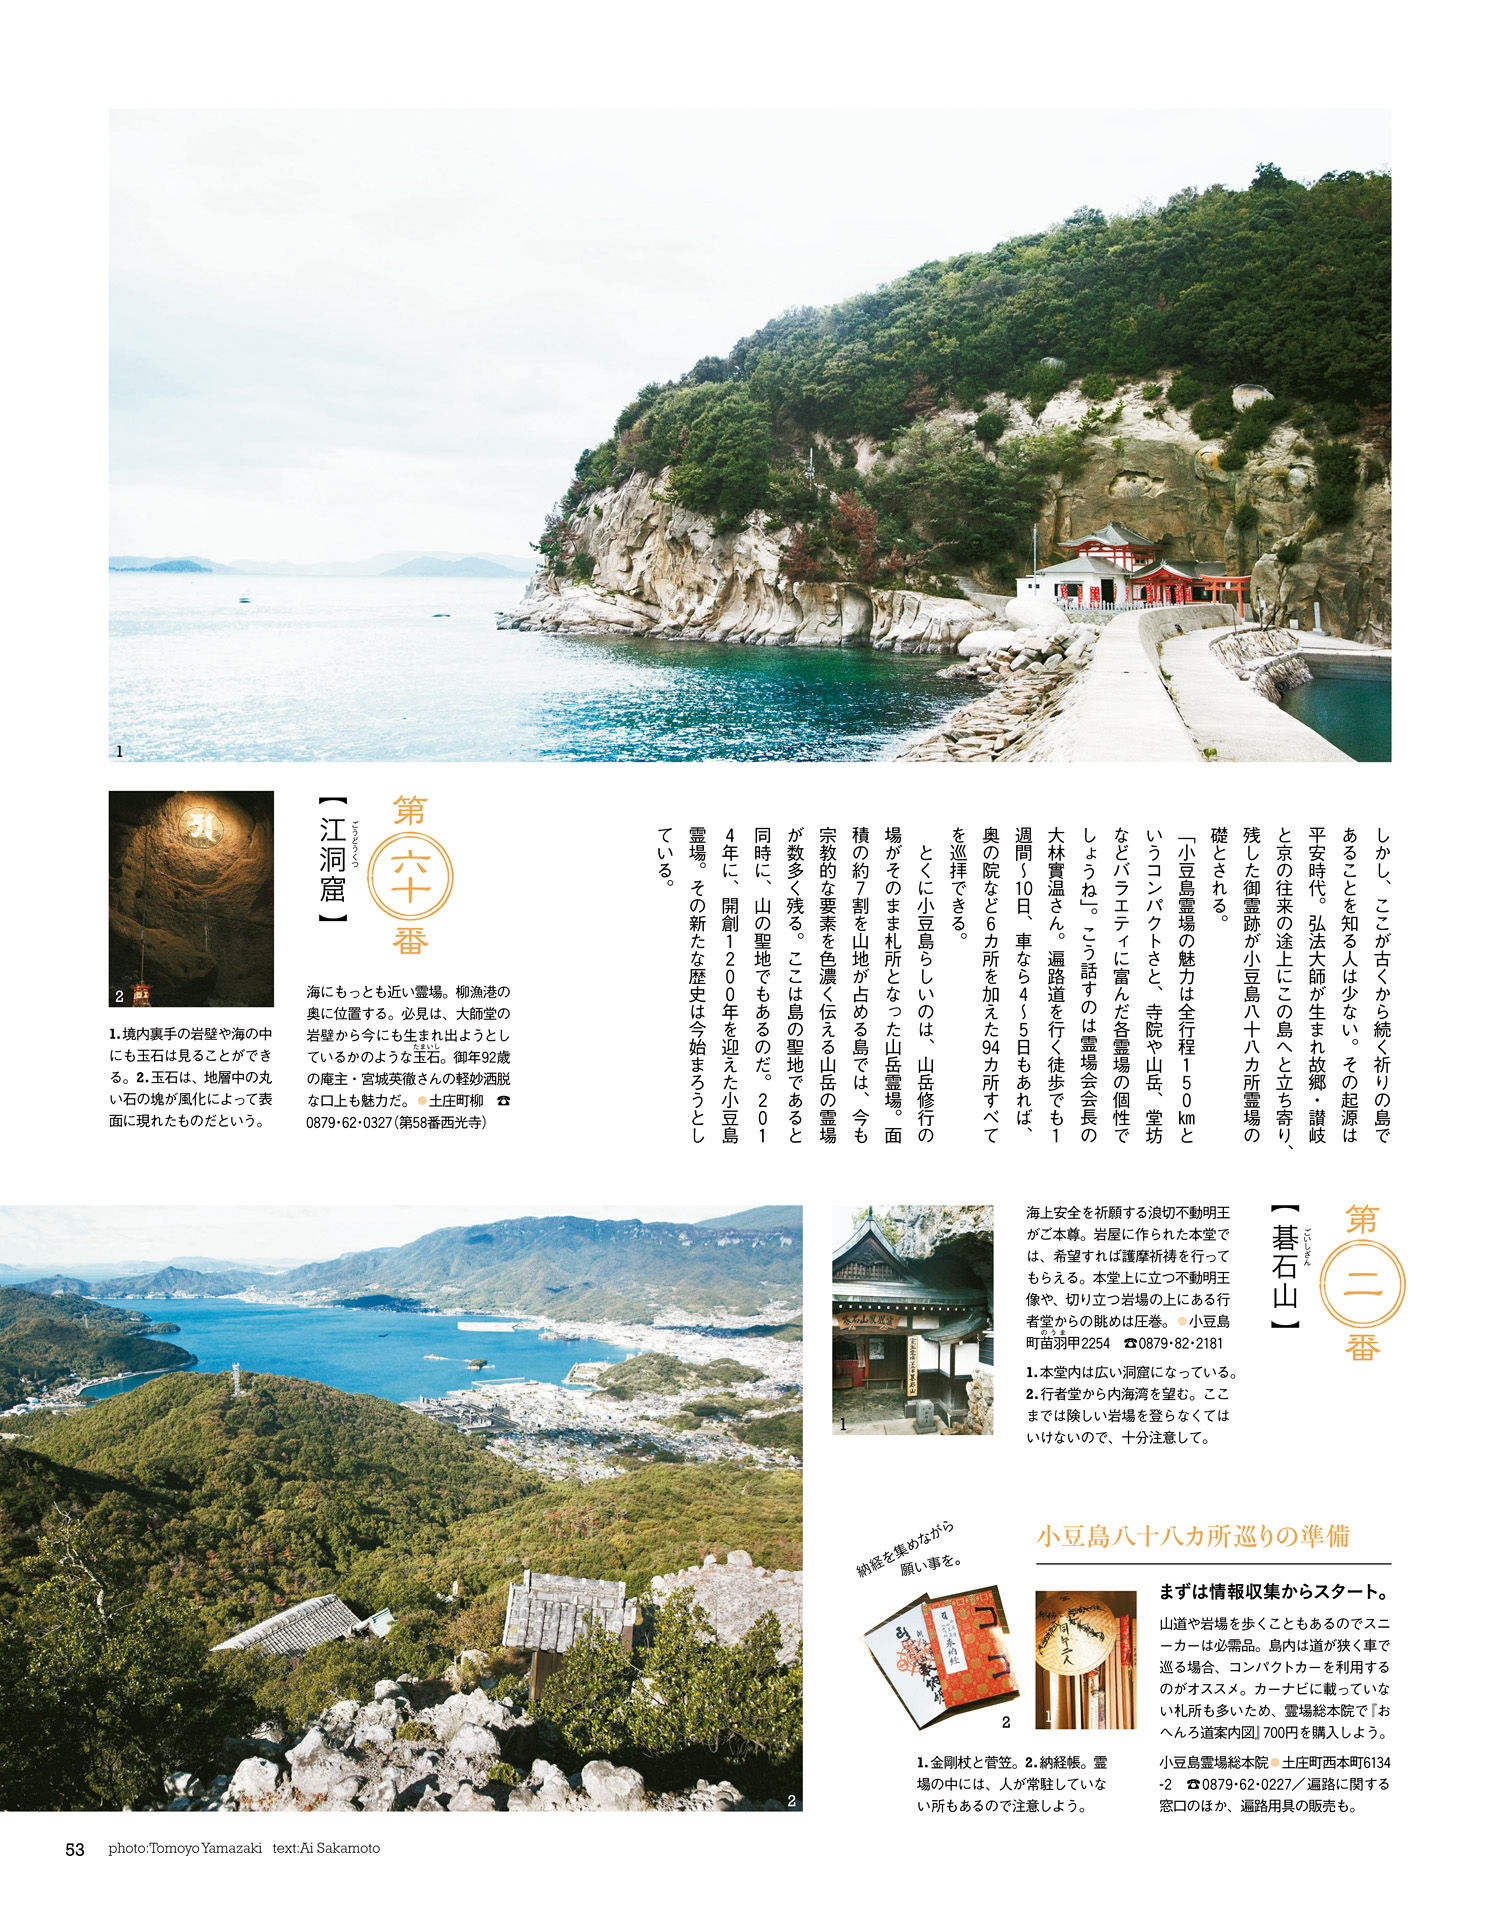 1
しかし、ここが古くから続く祈りの島で
あることを知る人は少ない。その起源は
平安時代。弘法大師が生まれ故郷・讃岐
と京の往来の途上にこの島へと立ち寄り、
残した御霊跡が小豆島八十八カ所霊場の
礎とされる。
「小豆島霊場の魅力は全行程150kmと
いうコンパクトさと、寺院や山岳、堂坊
などバラエティに富んだ各霊場の個性で
しょうね」。こう話すのは霊場会会長の
大林實温さん。遍路道を行く徒歩でも1
週間〜10日、車なら4〜5日もあれば、
奥の院など6カ所を加えた94カ所すべて
を巡拝できる。
とくに小豆島らしいのは、山岳修行の
場がそのまま札所となった山岳霊場。面
積の約7割を山地が占める島では、今も
宗教的な要素を色濃く伝える山岳の霊場
が数多く残る。ここは島の聖地であると
同時に、山の聖地でもあるのだ。201
4年に、開創1200年を迎えた小豆島
霊場。その新たな歴史は今始まろうとし
ている。
第六十番
【江洞窟】
ごうどうくつ
海にもっとも近い霊場。柳漁港の
奥に位置する。必見は、大師堂の
岩壁から今にも生まれ出ようとし
ているかのような玉石。御年92歳
たまいし
の庵主・宮城英徹さんの軽妙洒脱
な口上も魅力だ。●土庄町柳 ☎
0879・62・0327(第58番西光寺)
2
1.境内裏手の岩壁や海の中
にも玉石は見ることができ
る。2.玉石は、地層中の丸
い石の塊が風化によって表
面に現れたものだという。
第二番
【碁石山】
ごいしざん
海上安全を祈願する浪切不動明王
がご本尊。岩屋に作られた本堂で
は、希望すれば護摩祈祷を行って
もらえる。本堂上に立つ不動明王
像や、切り立つ岩場の上にある行
者堂からの眺めは圧巻。●小豆島
町苗羽甲2254 ☎0879・82・2181
のうま
1.本堂内は広い洞窟になっている。
2.行者堂から内海湾を望む。ここ
までは険しい岩場を登らなくては
いけないので、十分注意して。
1
2
小豆島八十八カ所巡りの準備
まずは情報収集からスタート。
山道や岩場を歩くこともあるのでスニ
ーカーは必需品。島内は道が狭く車で
巡る場合、コンパクトカーを利用する
のがオススメ。カーナビに載っていな
い札所も多いため、霊場総本院で『お
へんろ道案内図』700円を購入しよう。
小豆島霊場総本院●土庄町西本町6134
-2 ☎0879・62・0227／遍路に関する
窓口のほか、遍路用具の販売も。
納経を集めながら
願い事を。
奉納経
同行二人
1
2
1.金剛杖と菅笠。2.納経帳。霊
場の中には、人が常駐していな
い所もあるので注意しよう。
53
photo:Tomoyo Yamazaki text:Ai Sakamoto